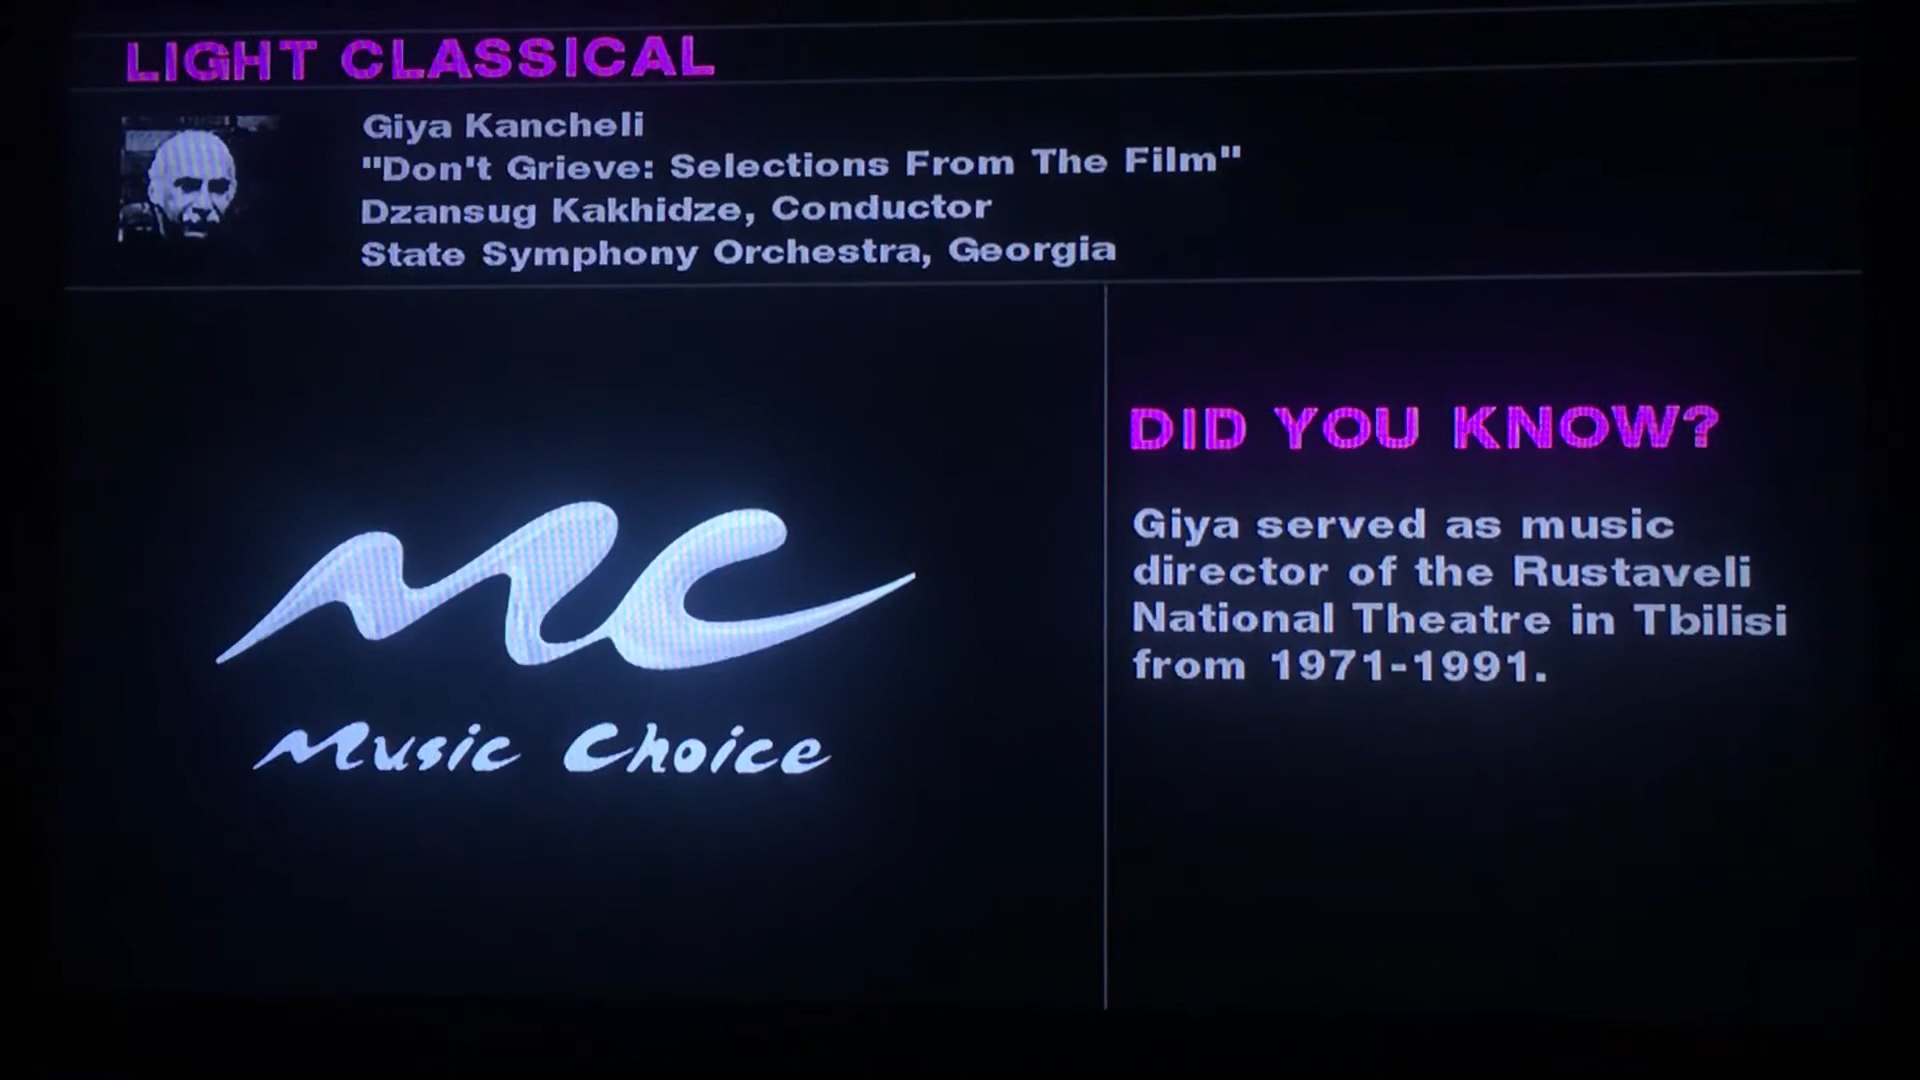 LIGHT CLASSICAL
Giya Kancheli
"Don't Grieve: Selections From The Film"
Dzansug Kakhidze, Conductor
State Symphony Orchestra, Georgia
MC
Music Choice
DID YOU KNOW?
Giya served as music
director of the Rustaveli
National Theatre in Tbilisi
from 1971-1991.